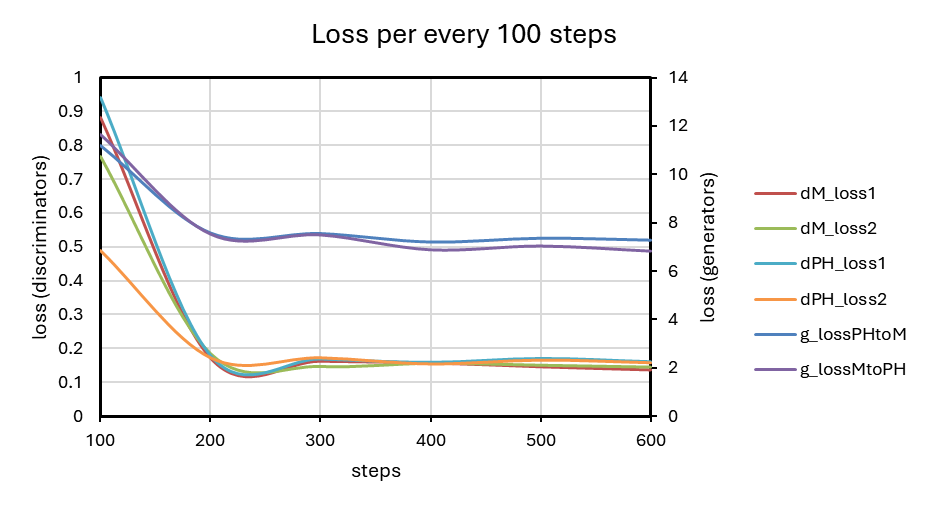 Loss per every 100 steps
1
0.9
0.8
0.7
0.6
0.5
0.4
0.3
0.2
0.1
0
loss (discriminators)
14
12
10
8
6
4
2
0
loss (generators)
100 200 300 400 500 600
steps
dM_loss1
dM_loss2
dPH_loss1
dPH_loss2
g_lossPHtoM
g_lossMtoPH